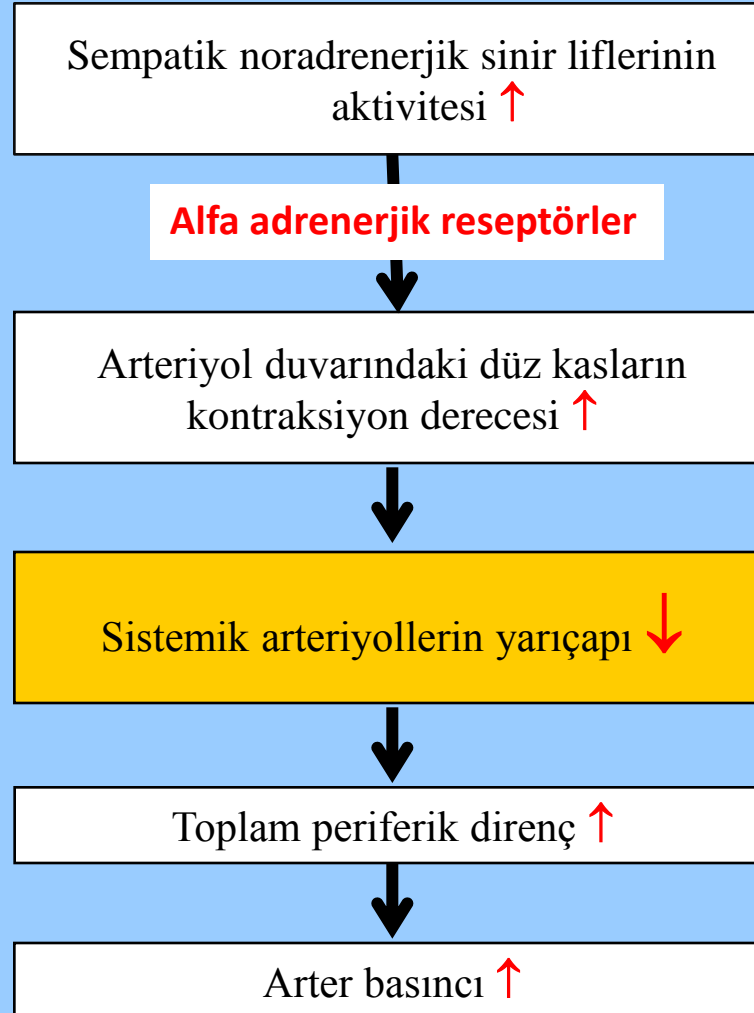 Sempatik noradrenerjik sinir liflerinin
aktivitesi ↑
Alfa adrenerjik reseptörler
Arteriyol duvarındaki düz kasların
kontraksiyon derecesi ↑
Sistemik arteriyollerin yarıçapı ↓
Toplam periferik direnç ↑
Arter basıncı ↑